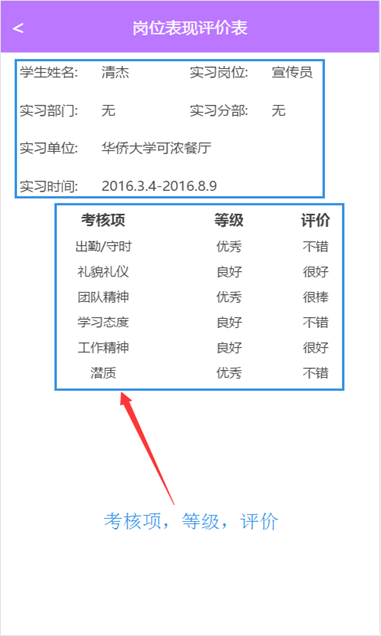 < 岗位表现评价表
学生姓名: 清杰 实习岗位: 宣传员
实习部门: 无 实习分部: 无
实习单位: 华侨大学可浓餐厅
实习时间: 2016.3.4-2016.8.9
考核项 等级 评价
出勤/守时 优秀 不错
礼貌礼仪 良好 很好
团队精神 优秀 很棒
学习态度 良好 不错
工作精神 良好 很好
潜质 优秀 不错
考核项，等级，评价